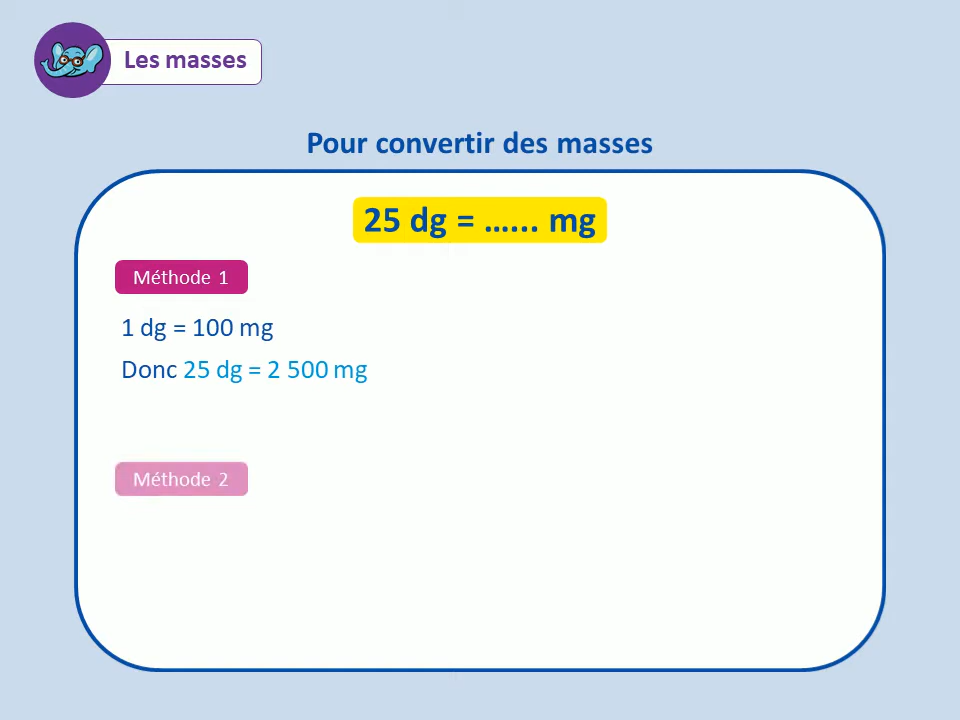 Les masses
Pour convertir des masses
25 dg = …... mg
Méthode 1
1 dg = 100 mg
Donc 25 dg = 2 500 mg
Méthode 2